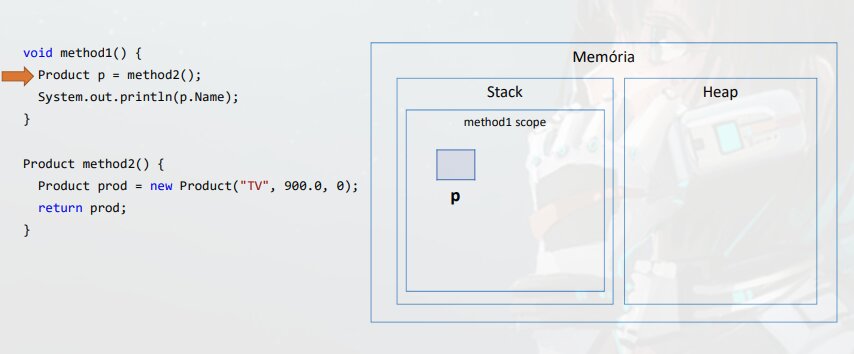 void method1() {
Product p = method2();
System.out.println(p.Name);
}
Product method2() {
Product prod = new Product("TV", 900.0, 0);
return prod;
}
Memória
Stack
Heap
method1 scope
p